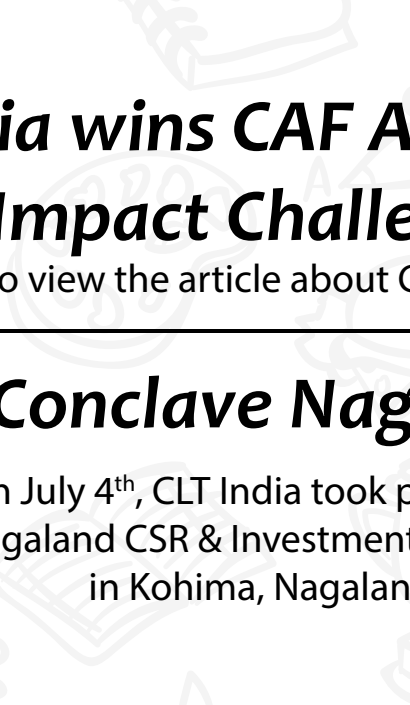 ia wins CAF A
Impact Challe
o view the article about
Conclave Nag
n July 4th, CLT India took p
galand CSR & Investment
in Kohima, Nagalan